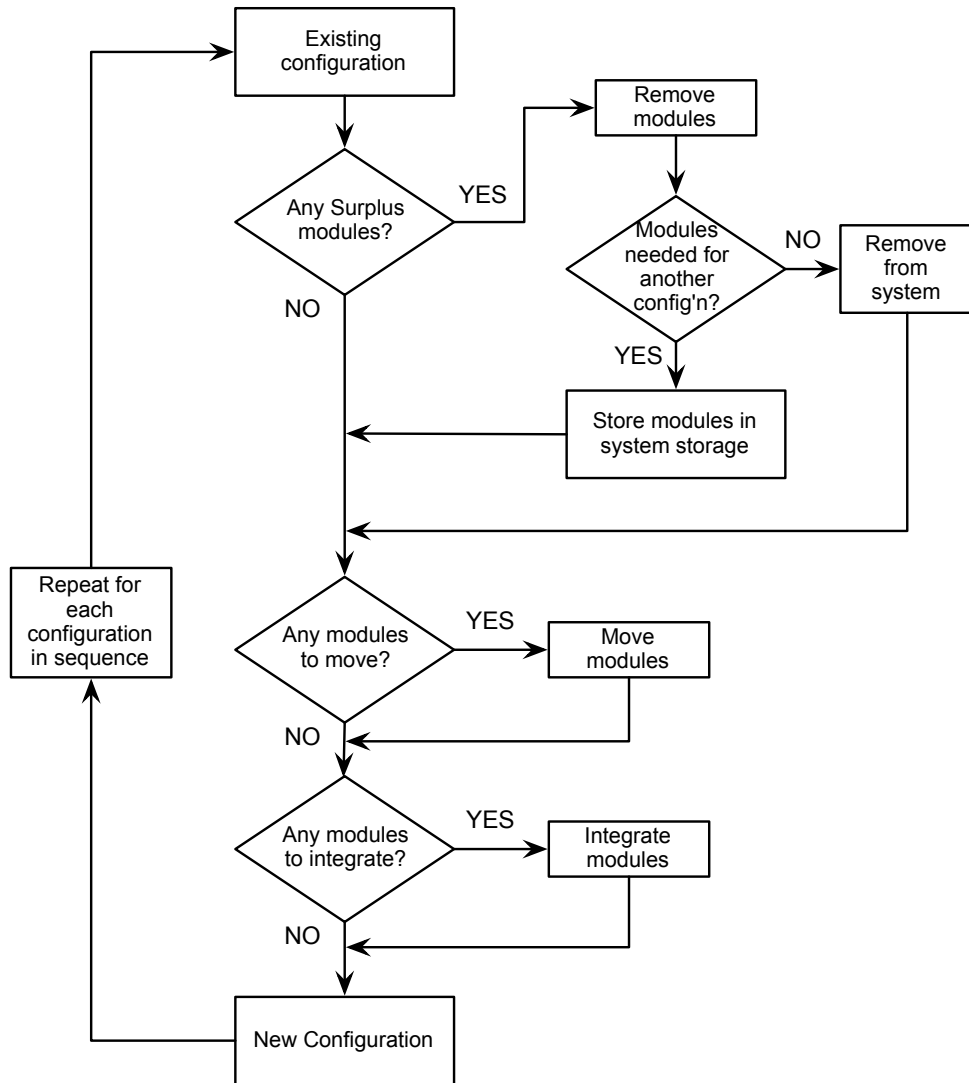 Existing
configuration
Remove
modules
Any Surplus
modules?
YES
Modules
needed for
another
config'n?
NO
Remove
from
system
NO
YES
Store modules in
system storage
Repeat for
each
configuration
in sequence
Any modules
to move?
YES
Move
modules
NO
Any modules
to integrate?
YES
Integrate
modules
NO
New Configuration